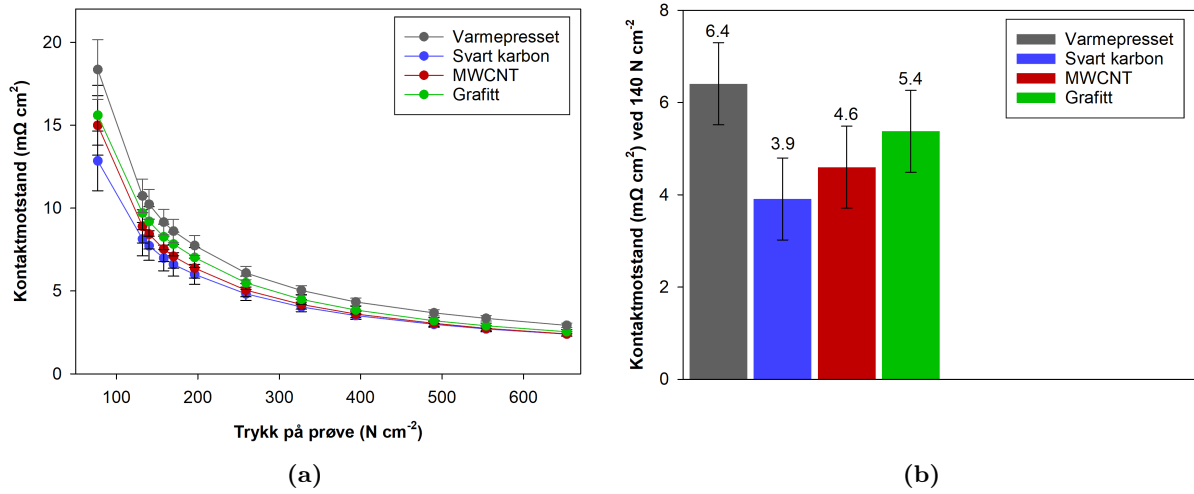 Kontaktmotstand (mΩ cm²)
20
15
10
5
0
Varmepresset
Svart karbon
MWCNT
Grafitt
100 200 300 400 500 600
Trykk på prøve (N cm⁻²)
(a)
Kontaktmotstand (mΩ cm²) ved 140 N cm⁻²
8
6
4
2
0
6.4
3.9
4.6
5.4
Varmepresset
Svart karbon
MWCNT
Grafitt
(b)